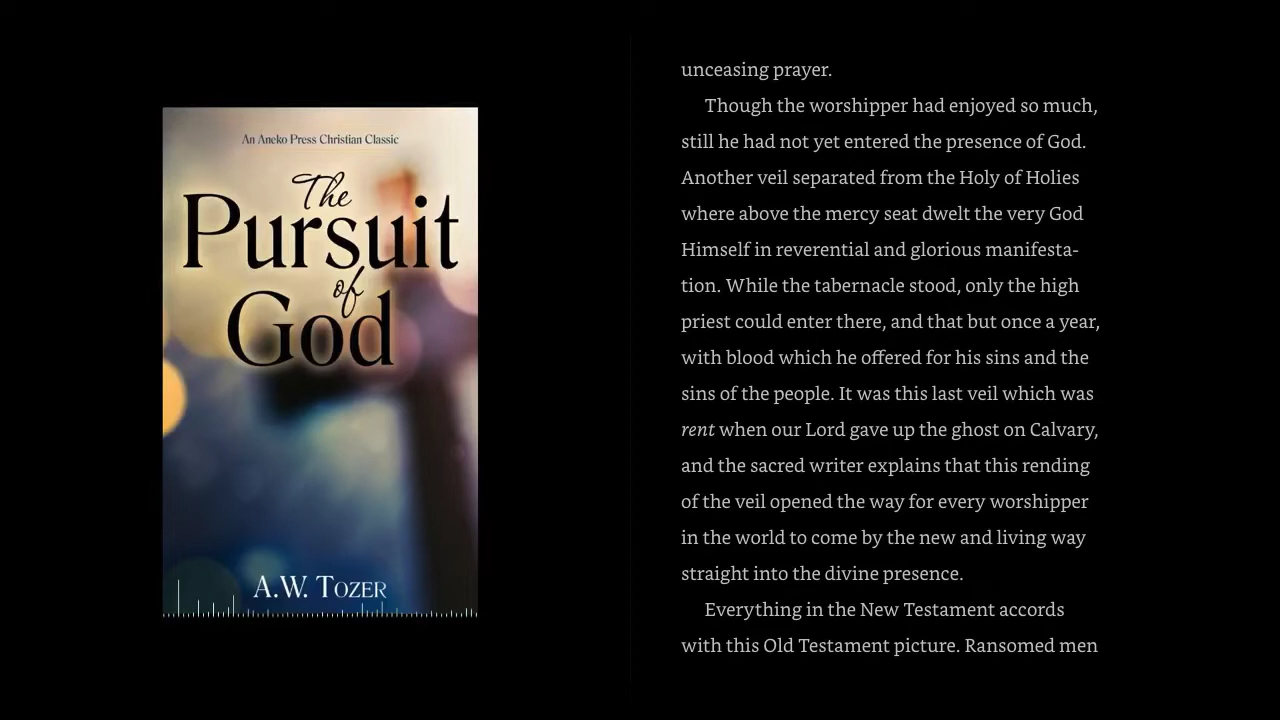 An Aneko Press Christian Classic
The
Pursuit
of
God
A.W. Tozer
unceasing prayer.
Though the worshipper had enjoyed so much,
still he had not yet entered the presence of God.
Another veil separated from the Holy of Holies
where above the mercy seat dwelt the very God
Himself in reverential and glorious manifesta-
tion. While the tabernacle stood, only the high
priest could enter there, and that but once a year,
with blood which he offered for his sins and the
sins of the people. It was this last veil which was
rent when our Lord gave up the ghost on Calvary,
and the sacred writer explains that this rending
of the veil opened the way for every worshipper
in the world to come by the new and living way
straight into the divine presence.
Everything in the New Testament accords
with this Old Testament picture. Ransomed men